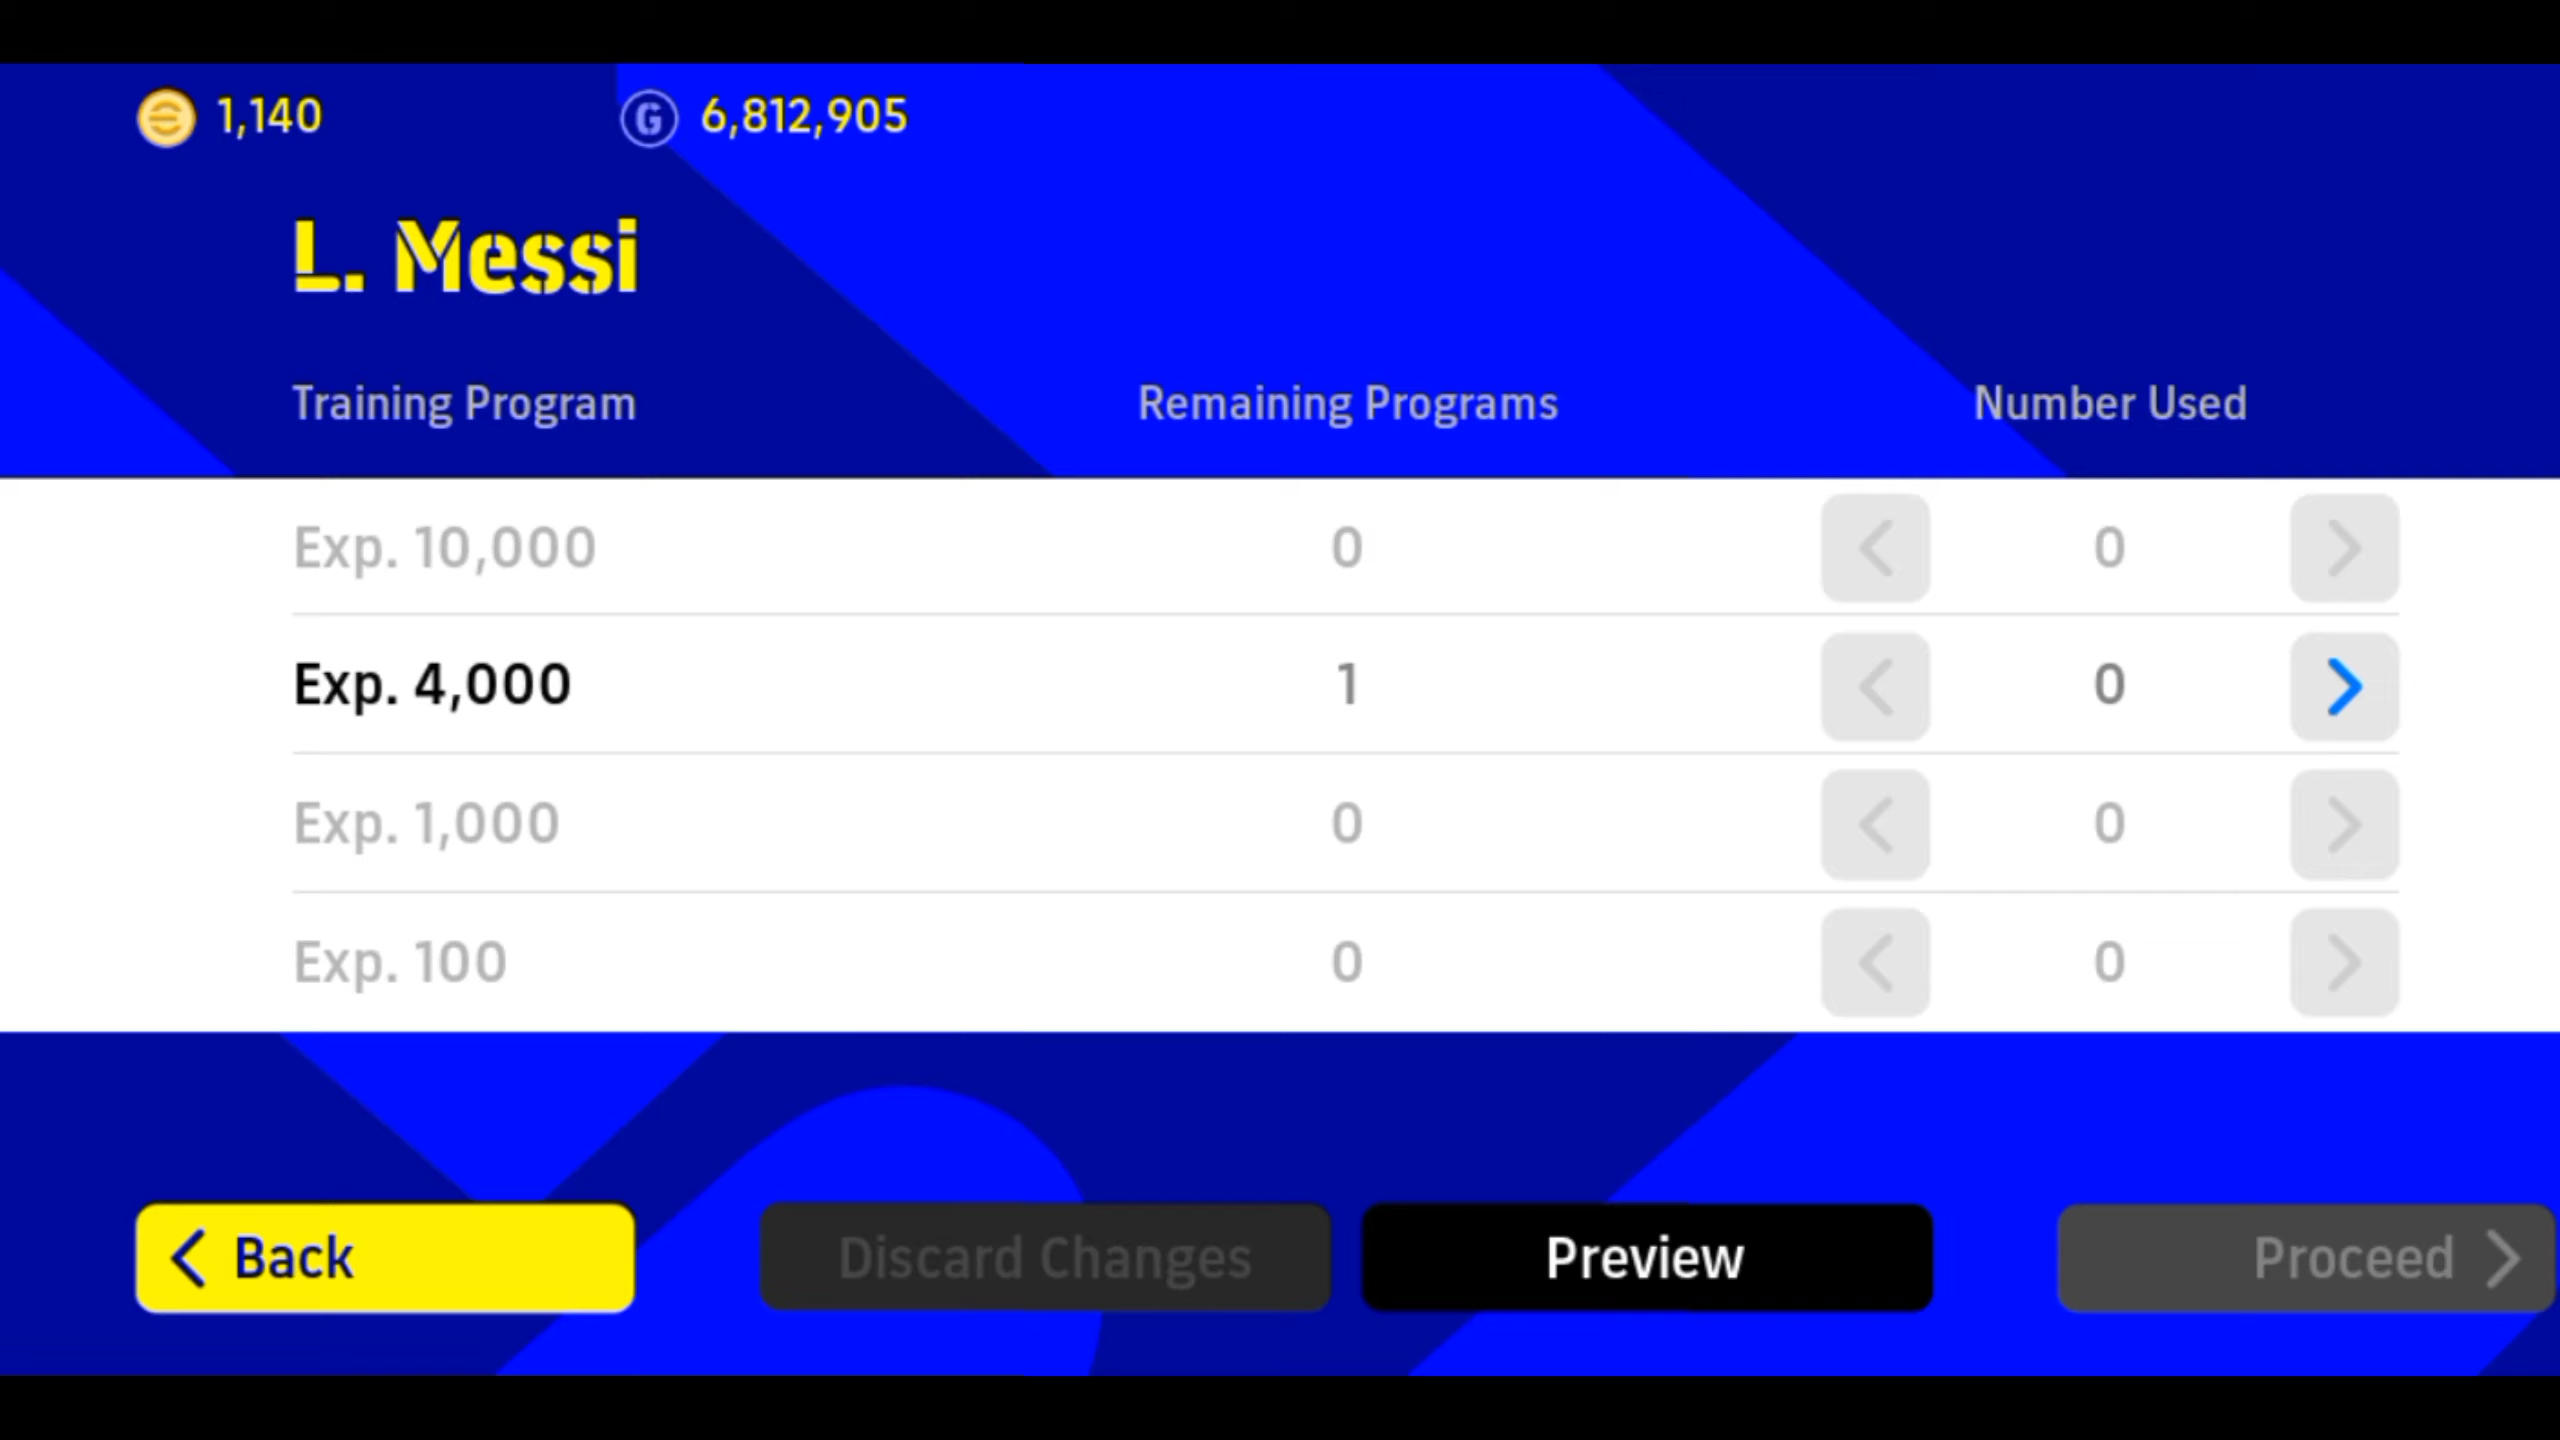 1,140
6,812,905
L. Messi
Training Program Remaining Programs Number Used
Exp. 10,000 0 0
Exp. 4,000 1 0
Exp. 1,000 0 0
Exp. 100 0 0
Back Discard Changes Preview Proceed